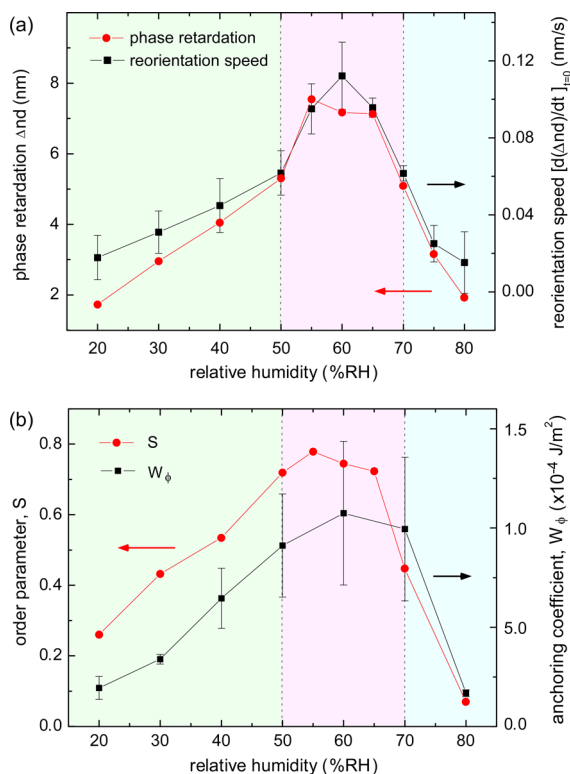 (a)
phase retardation
reorientation speed
phase retardation Δnd (nm)
8
6
4
2
reorientation speed [d(Δnd)/dt ]t=0 (nm/s)
0.12
0.08
0.04
0.00
20 30 40 50 60 70 80
relative humidity (%RH)
(b)
S
Wϕ
order parameter, S
0.8
0.6
0.4
0.2
0.0
anchoring coefficient, Wϕ (x10⁻⁴ J/m²)
1.5
1.0
5.0
0.0
20 30 40 50 60 70 80
relative humidity (%RH)